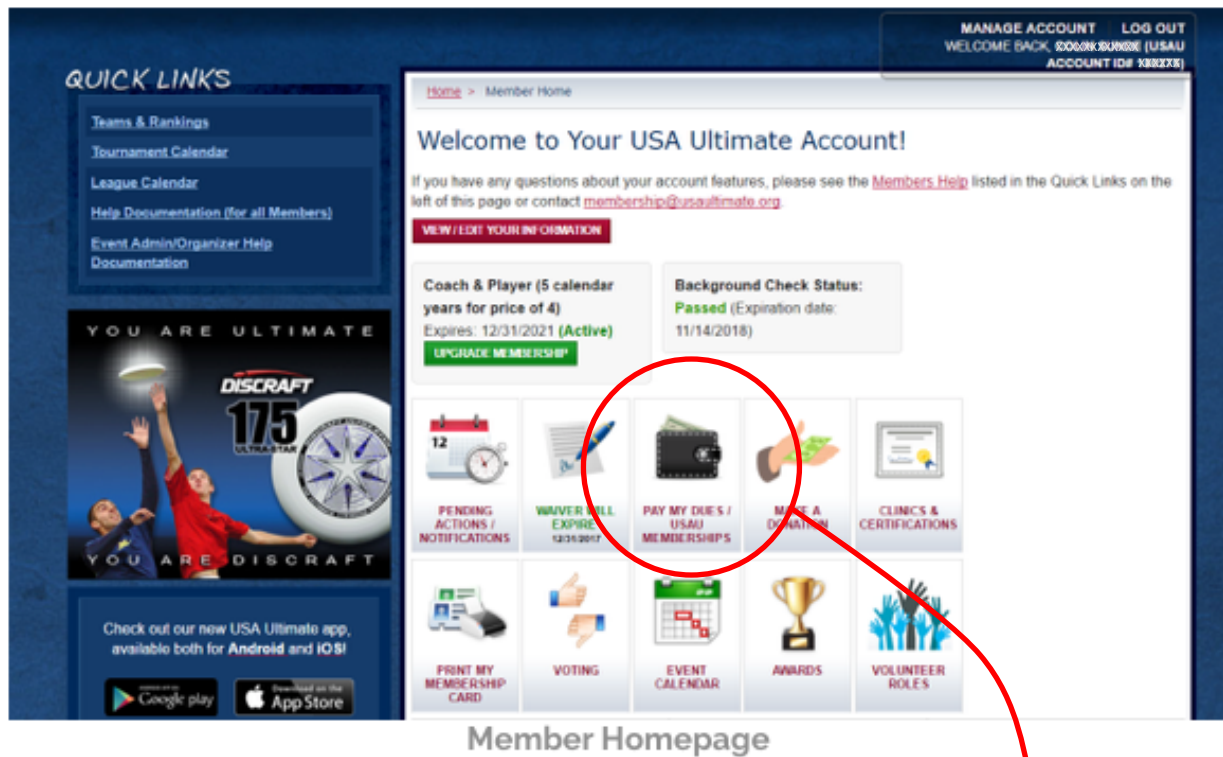 MANAGE ACCOUNT LOG OUT
WELCOME BACK, (USAU
ACCOUNT ID#
QUICK LINKS
Teams & Rankings
Tournament Calendar
League Calendar
Help Documentation (for all Members)
Event Admin/Organizer Help
Documentation
YOU ARE ULTIMATE
DISCRAFT
175
ULTRA-STAR
YOU ARE DISCRAFT
Check out our new USA Ultimate app,
available both for Android and iOS!
Google play
Download on the
App Store
Home > Member Home
Welcome to Your USA Ultimate Account!
If you have any questions about your account features, please see the Members Help listed in the Quick Links on the
left of this page or contact membership@usaultimate.org.
VIEW / EDIT YOUR INFORMATION
Coach & Player (5 calendar
years for price of 4)
Expires: 12/31/2021 (Active)
UPGRADE MEMBERSHIP
Background Check Status:
Passed (Expiration date:
11/14/2018)
12
PENDING
ACTIONS /
NOTIFICATIONS
WAIVER WILL
EXPIRE
12/31/2017
PAY MY DUES /
USAU
MEMBERSHIPS
MAKE A
DONATION
CLINICS &
CERTIFICATIONS
PRINT MY
MEMBERSHIP
CARD
VOTING
EVENT
CALENDAR
AWARDS
VOLUNTEER
ROLES
Member Homepage